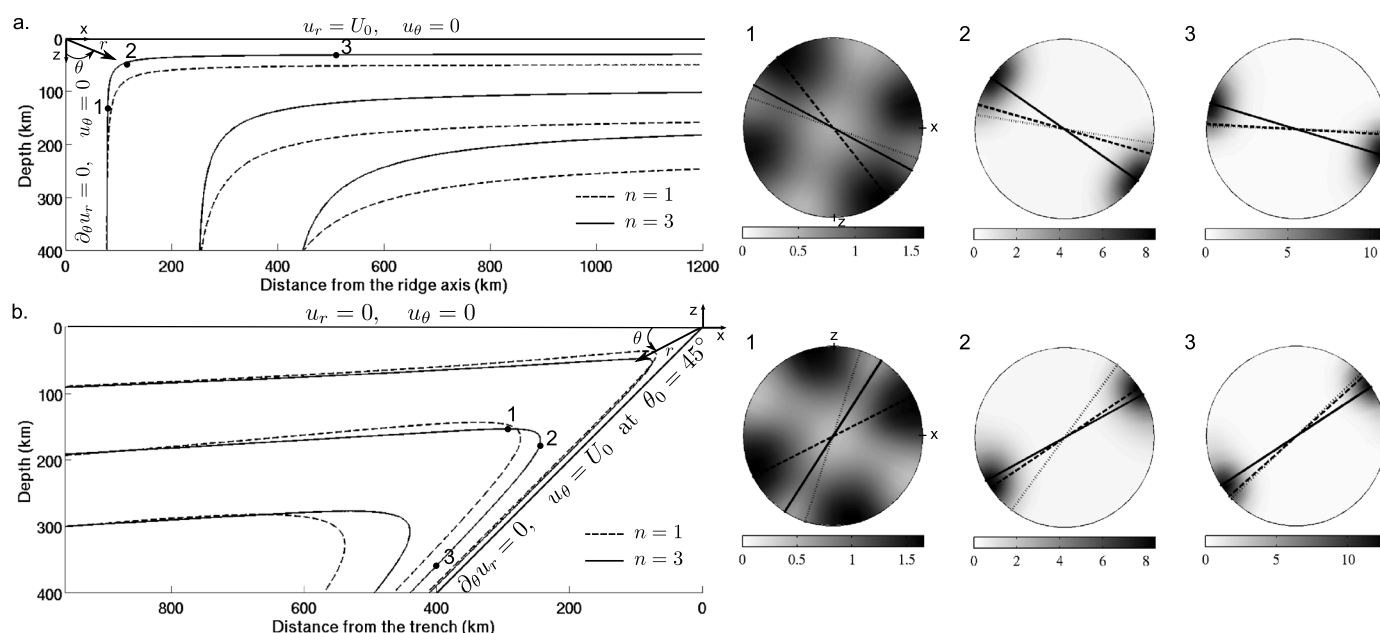 a.
x
z
r
θ
u_r = U_0, u_θ = 0
∂_θ u_r = 0, u_θ = 0
1
2
3
Depth (km)
0
100
200
300
400
n = 1
n = 3
0 200 400 600 800 1000 1200
Distance from the ridge axis (km)
1
x
z
0 0.5 1 1.5
2
0 2 4 6 8
3
0 5 10
b.
u_r = 0, u_θ = 0
z
x
θ
r
∂_θ u_r = 0, u_θ = U_0 at θ_0 = 45°
1
2
3
Depth (km)
0
100
200
300
400
n = 1
n = 3
800 600 400 200 0
Distance from the trench (km)
1
z
x
0 0.5 1 1.5
2
0 2 4 6 8
3
0 5 10